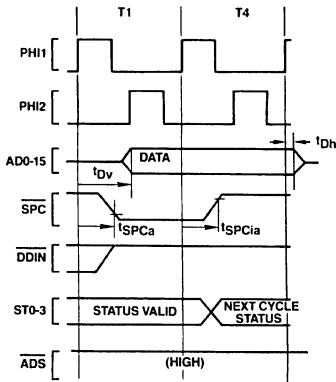 T1 T4
PHI1
PHI2
tDh
AD0-15 DATA
tDv
SPC
tSPCa tSPCia
DDIN
ST0-3 STATUS VALID NEXT CYCLE
STATUS
ADS (HIGH)